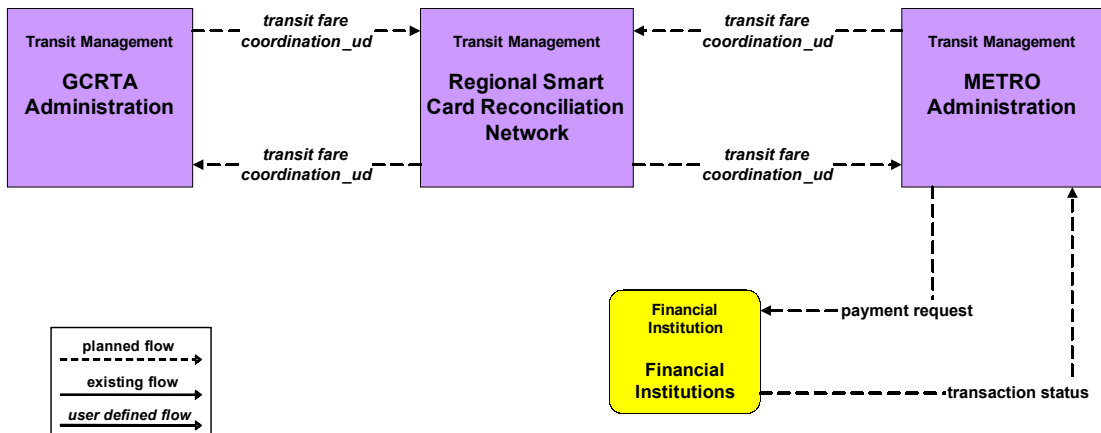 Transit Management
GCRTA
Administration
transit fare
coordination_ud
transit fare
coordination_ud
Transit Management
Regional Smart
Card Reconciliation
Network
transit fare
coordination_ud
transit fare
coordination_ud
Transit Management
METRO
Administration
Financial
Institution
Financial
Institutions
payment request
transaction status
planned flow
existing flow
user defined flow